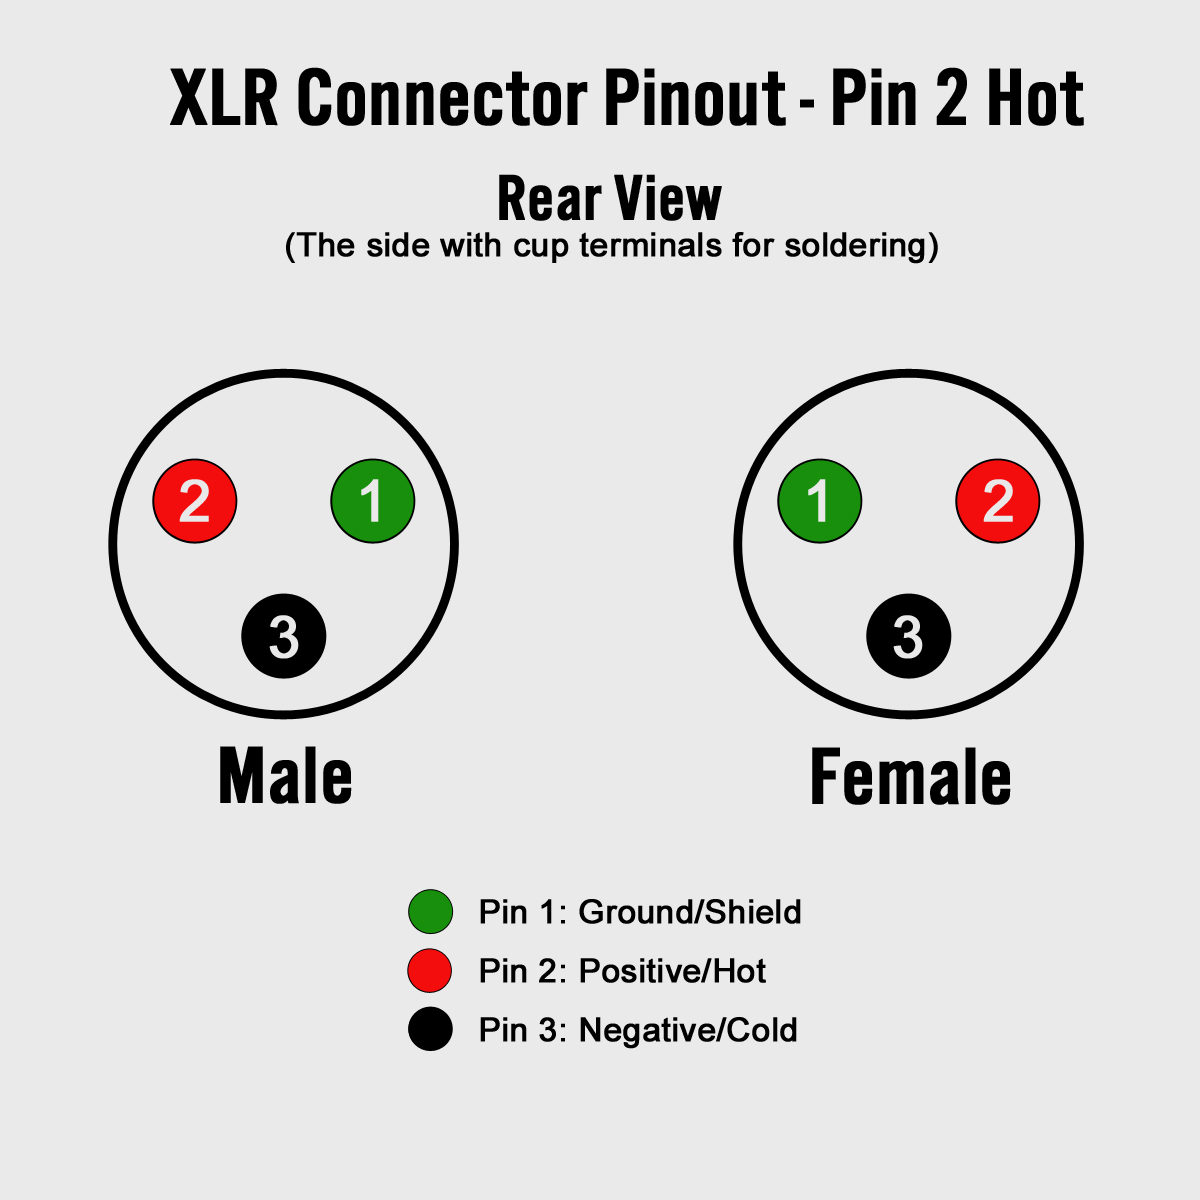 XLR Connector Pinout - Pin 2 Hot
Rear View
(The side with cup terminals for soldering)
2 1
3
Male
1 2
3
Female
Pin 1: Ground/Shield
Pin 2: Positive/Hot
Pin 3: Negative/Cold